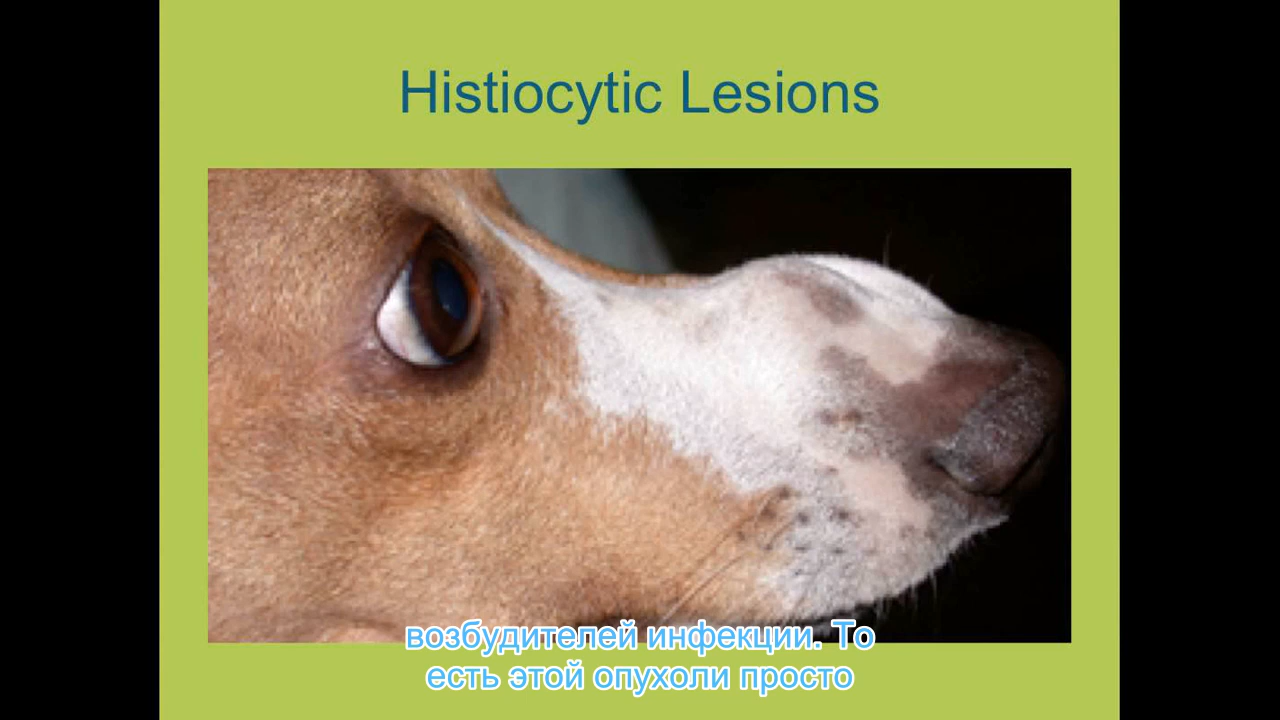 Histiocytic Lesions
возбудителей инфекции. То
есть этой опухоли просто